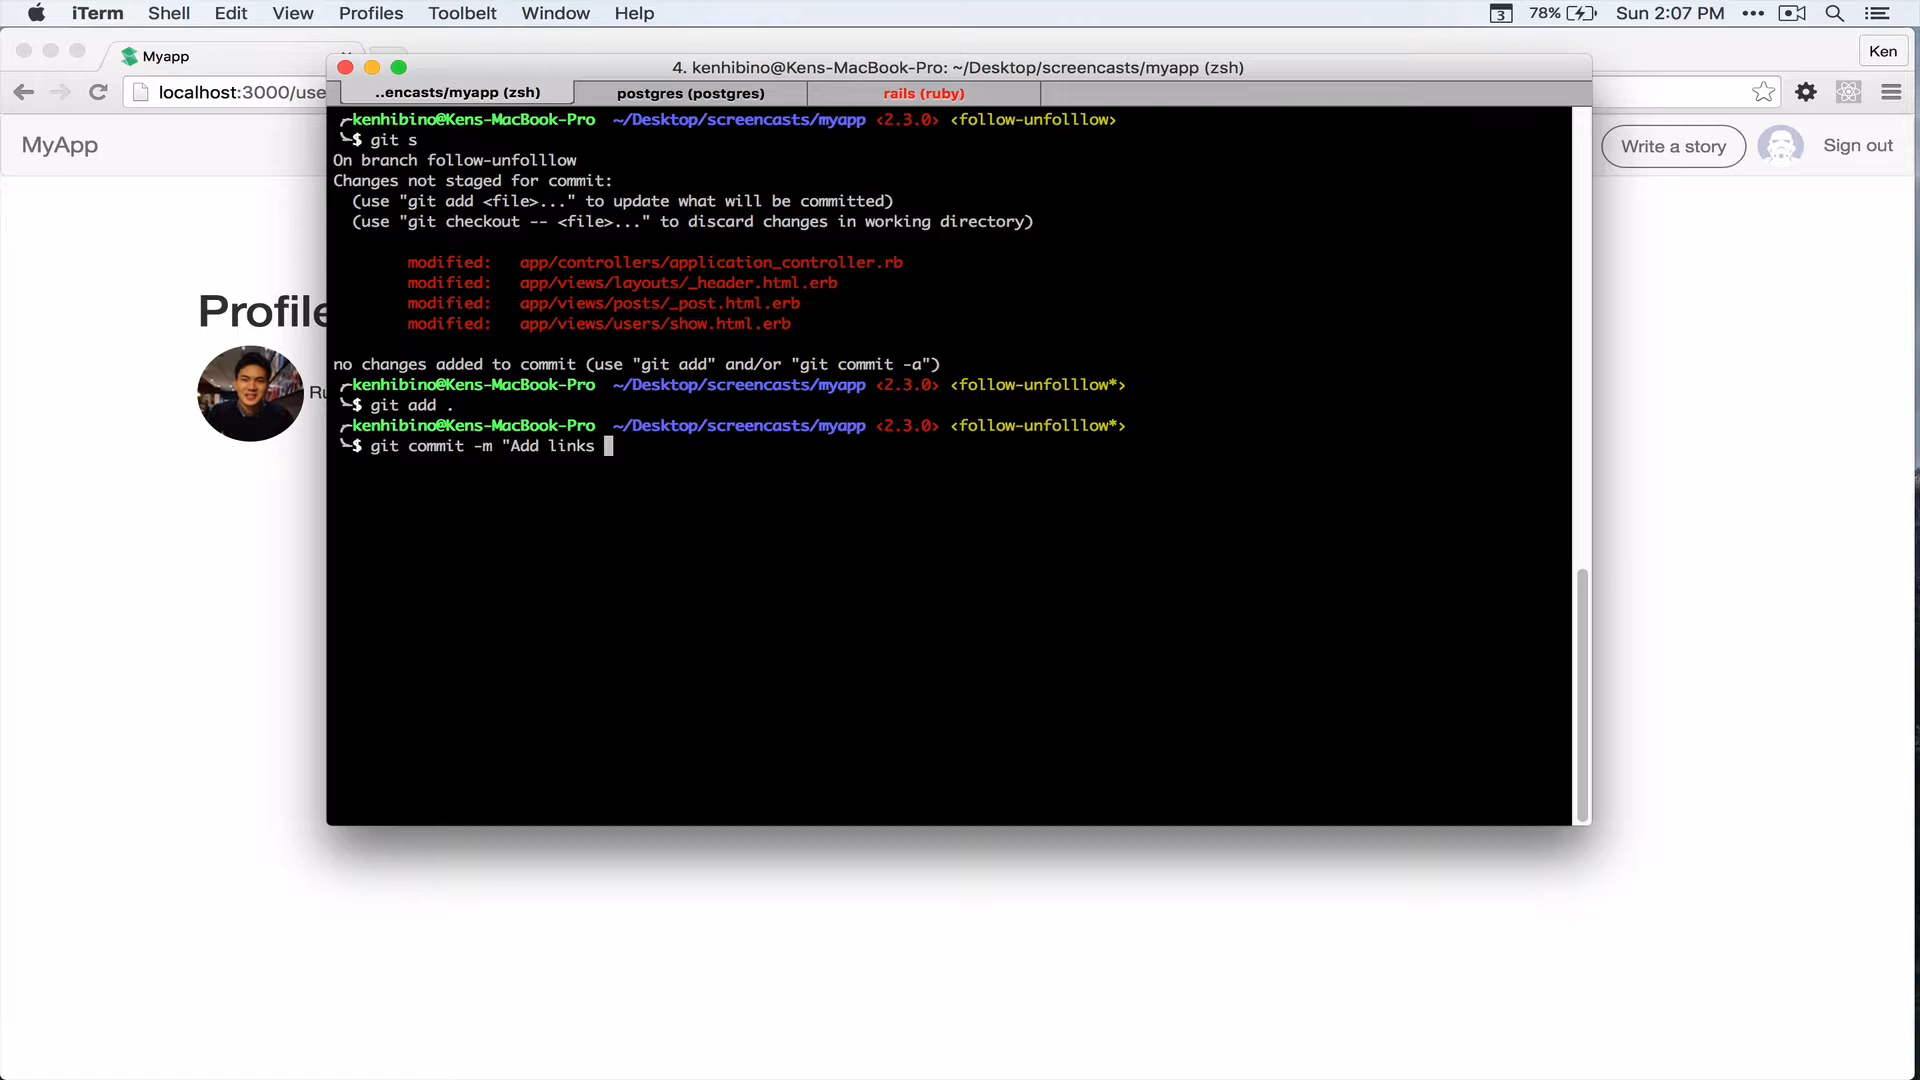 iTerm Shell Edit View Profiles Toolbelt Window Help 3 78% Sun 2:07 PM
Myapp Ken
localhost:3000/use
4. kenhibino@Kens-MacBook-Pro: ~/Desktop/screencasts/myapp (zsh)
..encasts/myapp (zsh) postgres (postgres) rails (ruby)
MyApp Write a story Sign out
Profile
Ru
kenhibino@Kens-MacBook-Pro ~/Desktop/screencasts/myapp ‹2.3.0› ‹follow-unfolllow›
$ git s
On branch follow-unfolllow
Changes not staged for commit:
(use "git add <file>..." to update what will be committed)
(use "git checkout -- <file>..." to discard changes in working directory)
modified: app/controllers/application_controller.rb
modified: app/views/layouts/_header.html.erb
modified: app/views/posts/_post.html.erb
modified: app/views/users/show.html.erb
no changes added to commit (use "git add" and/or "git commit -a")
kenhibino@Kens-MacBook-Pro ~/Desktop/screencasts/myapp ‹2.3.0› ‹follow-unfolllow*›
$ git add .
kenhibino@Kens-MacBook-Pro ~/Desktop/screencasts/myapp ‹2.3.0› ‹follow-unfolllow*›
$ git commit -m "Add links